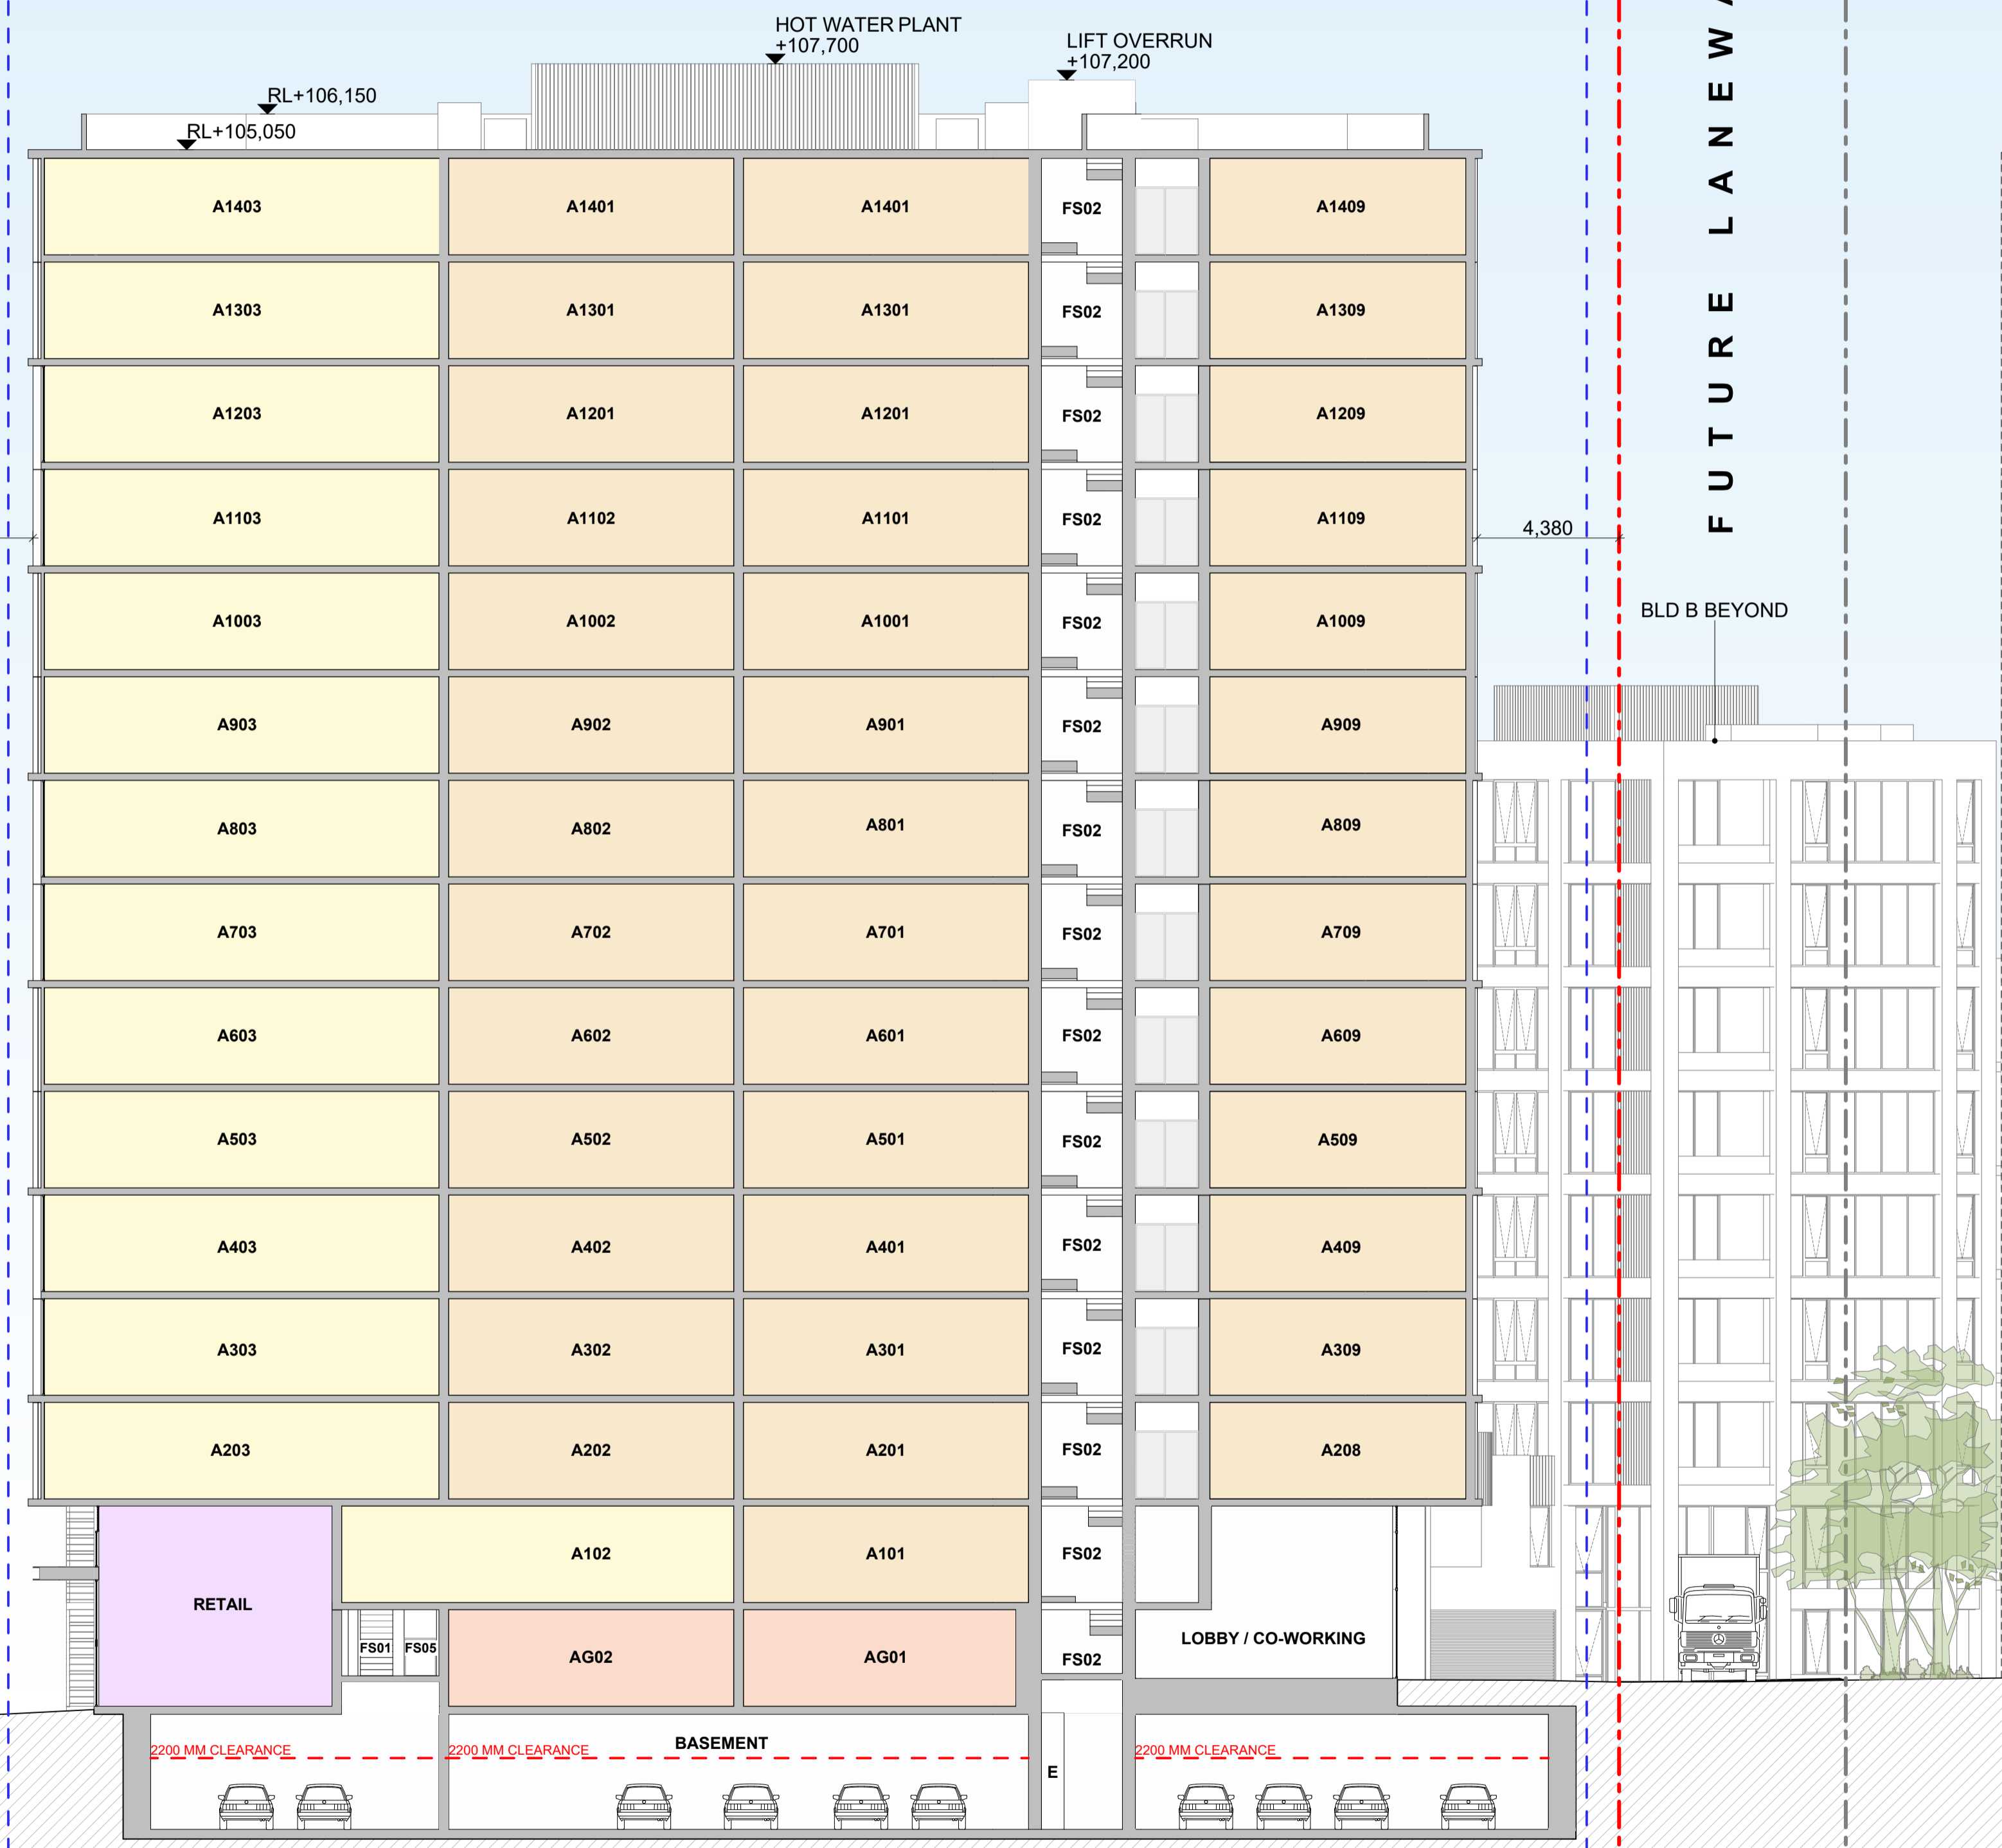 HOT WATER PLANT
+107,700
LIFT OVERRUN
+107,200
RL+106,150
RL+105,050
A1403 A1401 A1401 FS02 A1409
A1303 A1301 A1301 FS02 A1309
A1203 A1201 A1201 FS02 A1209
A1103 A1102 A1101 FS02 A1109
4,380
A1003 A1002 A1001 FS02 A1009
BLD B BEYOND
A903 A902 A901 FS02 A909
A803 A802 A801 FS02 A809
A703 A702 A701 FS02 A709
A603 A602 A601 FS02 A609
A503 A502 A501 FS02 A509
A403 A402 A401 FS02 A409
A303 A302 A301 FS02 A309
A203 A202 A201 FS02 A208
A102 A101 FS02
RETAIL
FS01 FS05 AG02 AG01 FS02 LOBBY / CO-WORKING
BASEMENT
2200 MM CLEARANCE 2200 MM CLEARANCE 2200 MM CLEARANCE
E
FUTURE LANEWA